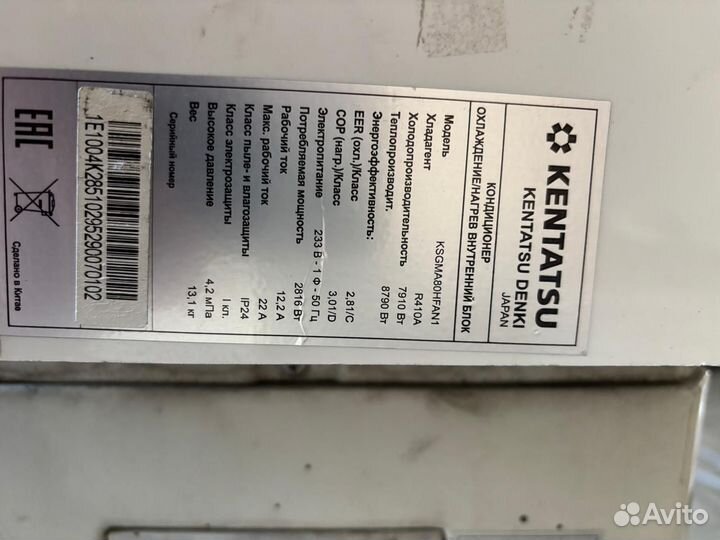 KENTATSU
KENTATSU DENKI
JAPAN
КОНДИЦИОНЕР
ОХЛАЖДЕНИЕ/НАГРЕВ ВНУТРЕННИЙ БЛОК
Модель KSGMA80HFAN1
Хладагент R410A
Холодопроизводительность 7910 Вт
Теплопроизводит. 8790 Вт
Энергоэффективность:
EER (охл.)/Класс 2,81/C
COP (нагр.)/Класс 3,01/D
Электропитание 233 В - 1 Ф - 50 Гц
Потребляемая мощность 2816 Вт
Рабочий ток 12,2 А
Макс. рабочий ток 22 А
Класс пыле- и влагозащиты IP24
Класс электрозащиты I кл.
Высокое давление 4,2 мПа
Вес 13,1 кг
Серийный номер
1E1004K28510295290070102
EAC
Сделано в Китае
Avito